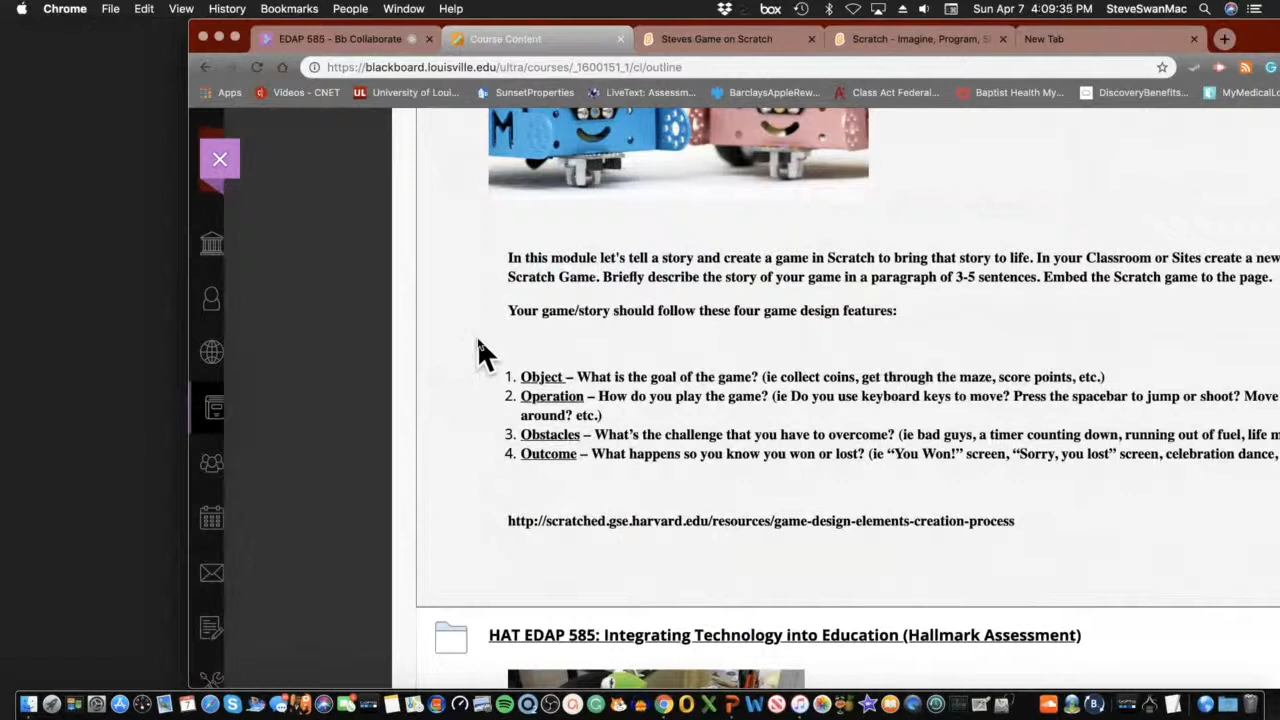 Chrome File Edit View History Bookmarks People Window Help box Sun Apr 7 4:09:35 PM SteveSwanMac
EDAP 585 - Bb Collaborate Course Content Steves Game on Scratch Scratch - Imagine, Program, S New Tab
https://blackboard.louisville.edu/ultra/courses/_1600151_1/cl/outline
Apps Videos - CNET University of Loui... SunsetProperties LiveText: Assessm... BarclaysAppleRew... Class Act Federal... Baptist Health My... DiscoveryBenefits... MyMedicalLo
M
In this module let's tell a story and create a game in Scratch to bring that story to life. In your Classroom or Sites create a new
Scratch Game. Briefly describe the story of your game in a paragraph of 3-5 sentences. Embed the Scratch game to the page.
Your game/story should follow these four game design features:
1. Object – What is the goal of the game? (ie collect coins, get through the maze, score points, etc.)
2. Operation – How do you play the game? (ie Do you use keyboard keys to move? Press the spacebar to jump or shoot? Move
around? etc.)
3. Obstacles – What's the challenge that you have to overcome? (ie bad guys, a timer counting down, running out of fuel, life m
4. Outcome – What happens so you know you won or lost? (ie “You Won!” screen, “Sorry, you lost” screen, celebration dance,
http://scratched.gse.harvard.edu/resources/game-design-elements-creation-process
HAT EDAP 585: Integrating Technology into Education (Hallmark Assessment)